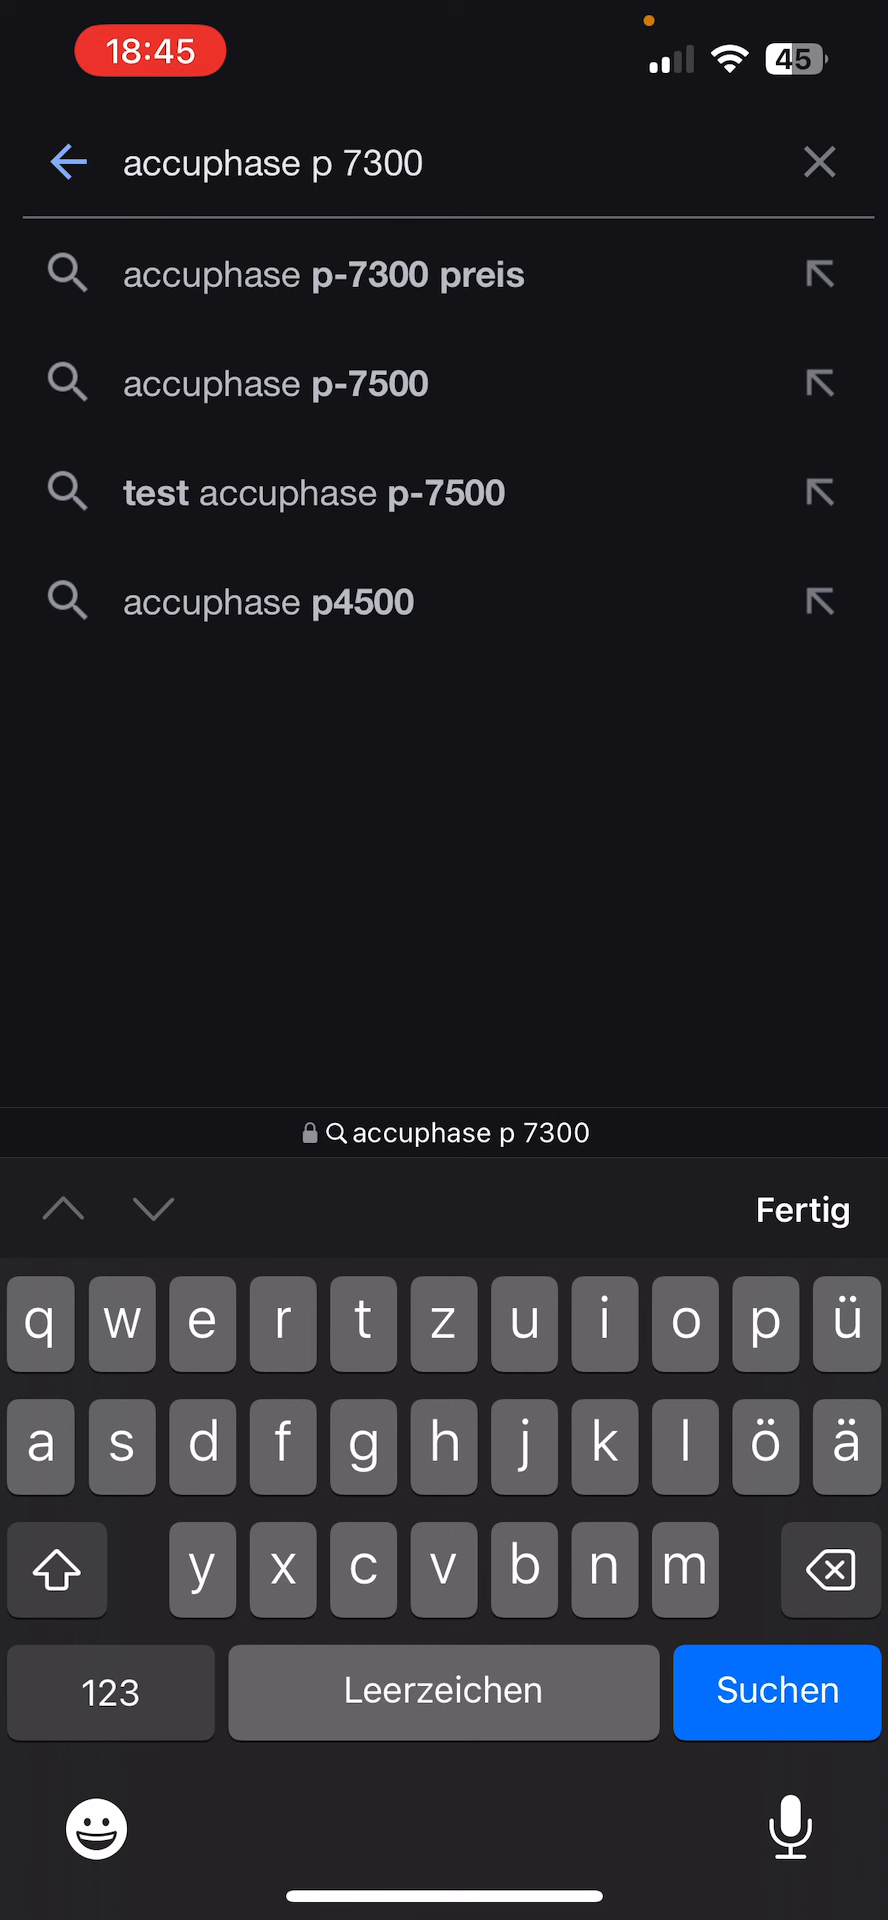 18:45
45
accuphase p 7300
accuphase p-7300 preis
accuphase p-7500
test accuphase p-7500
accuphase p4500
accuphase p 7300
Fertig
q w e r t z u i o p ü
a s d f g h j k l ö ä
y x c v b n m
123 Leerzeichen Suchen